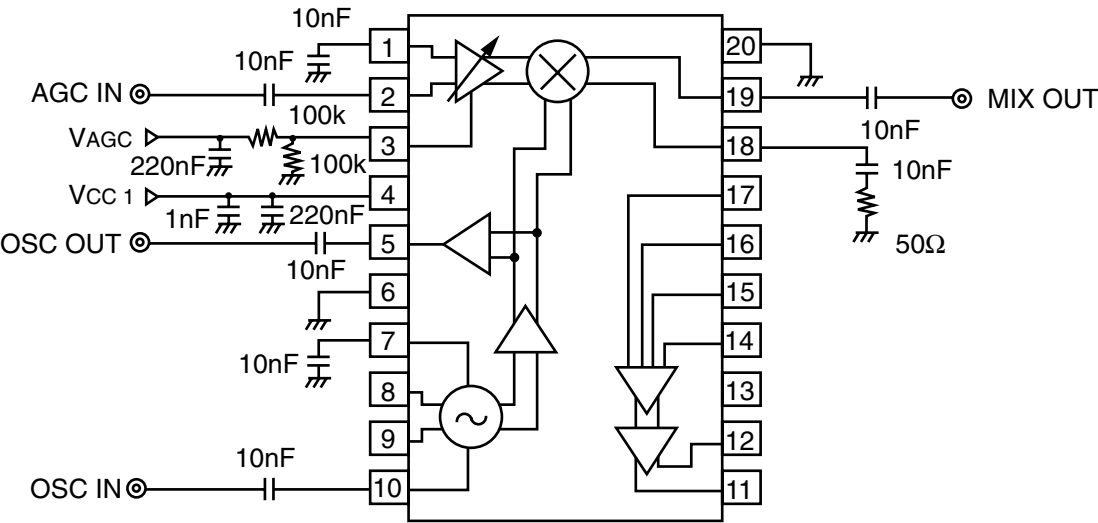 10nF
1
20
10nF
AGC IN
2
19
MIX OUT
100k
VAGC
3
10nF
18
220nF
100k
10nF
VCC 1
4
17
1nF
220nF
OSC OUT
5
16
50Ω
10nF
6
15
7
14
10nF
8
13
9
12
10nF
OSC IN
10
11